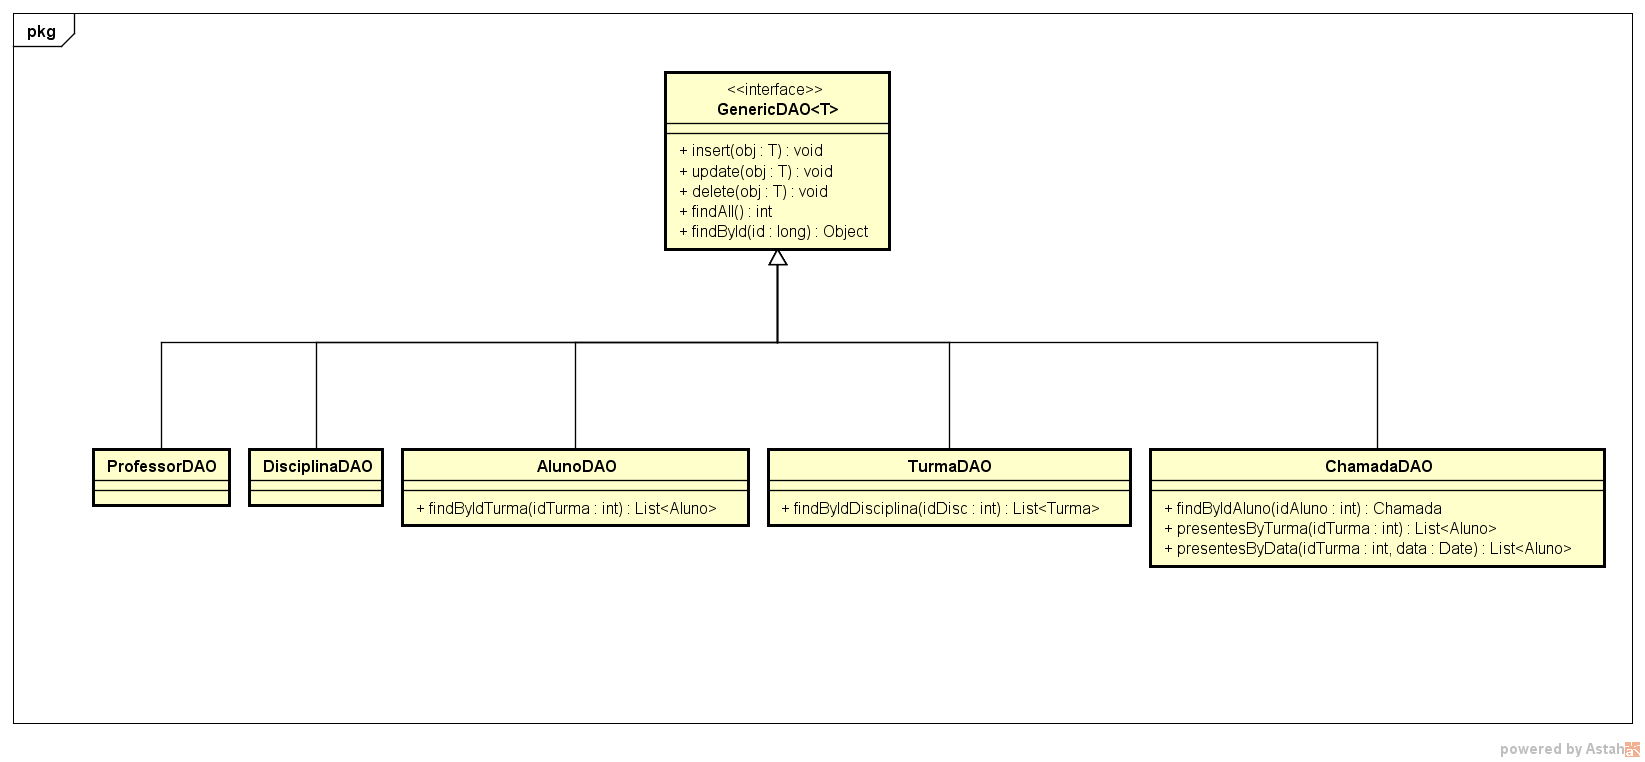 pkg
<<interface>>
GenericDAO<T>
+ insert(obj : T) : void
+ update(obj : T) : void
+ delete(obj : T) : void
+ findAll() : int
+ findById(id : long) : Object
ProfessorDAO
DisciplinaDAO
AlunoDAO
+ findByIdTurma(idTurma : int) : List<Aluno>
TurmaDAO
+ findByIdDisciplina(idDisc : int) : List<Turma>
ChamadaDAO
+ findByIdAluno(idAluno : int) : Chamada
+ presentesByTurma(idTurma : int) : List<Aluno>
+ presentesByData(idTurma : int, data : Date) : List<Aluno>
powered by Astah